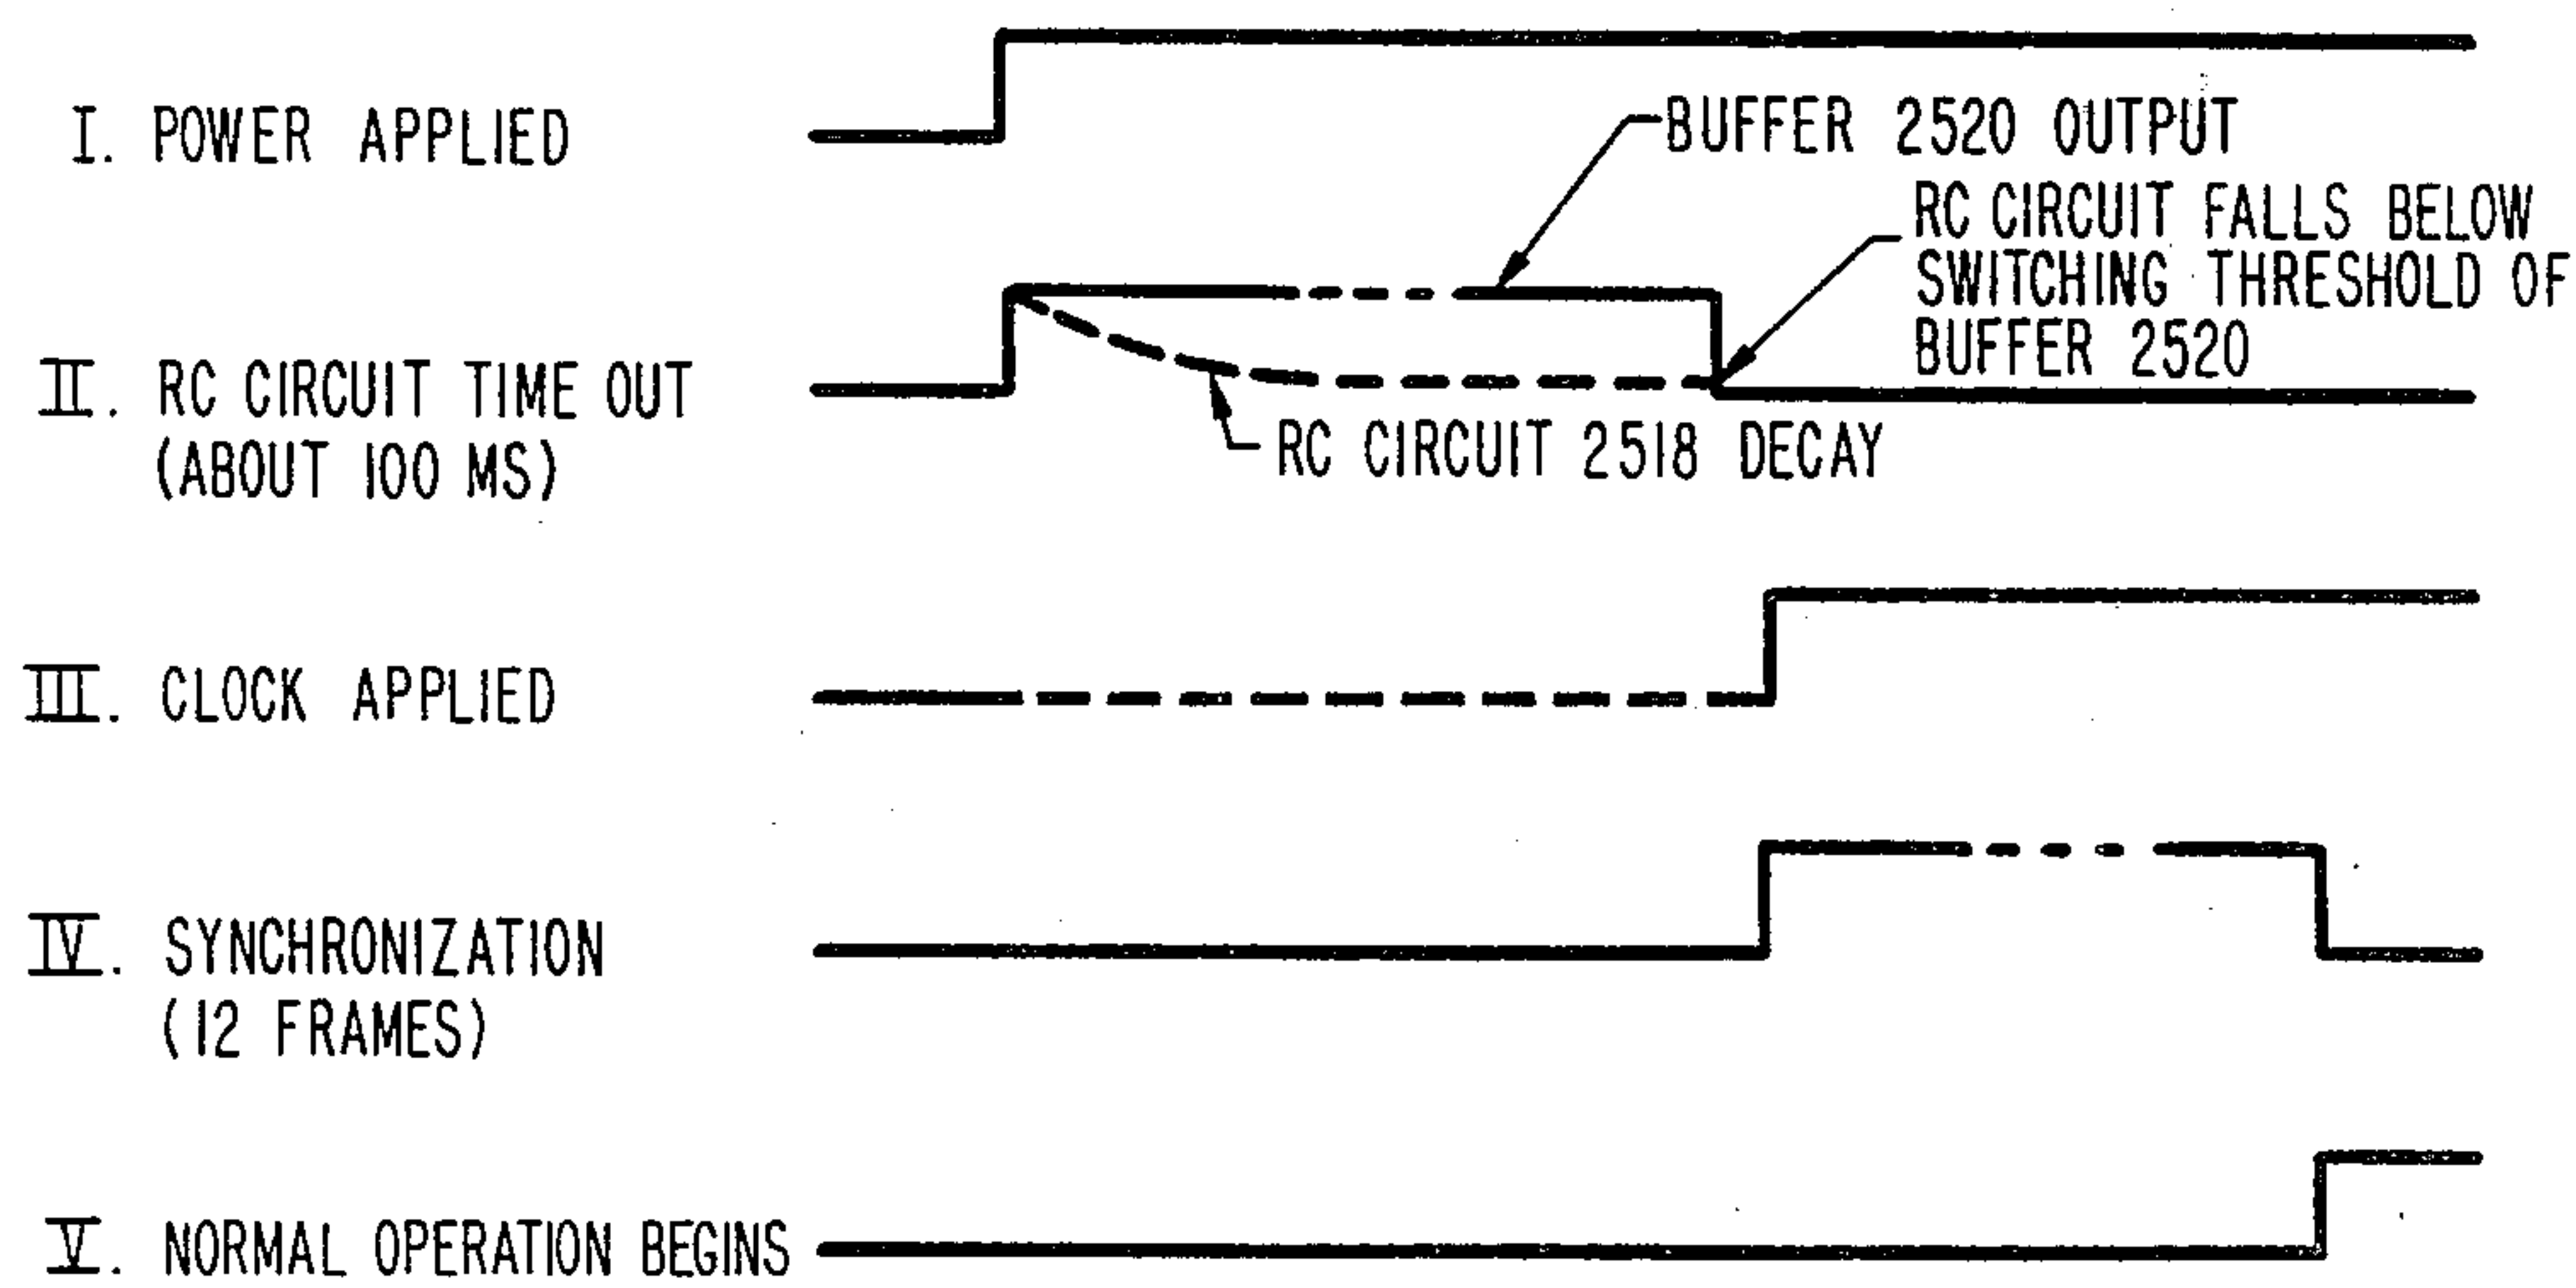 I. POWER APPLIED
BUFFER 2520 OUTPUT
RC CIRCUIT FALLS BELOW
SWITCHING THRESHOLD OF
BUFFER 2520
II. RC CIRCUIT TIME OUT
(ABOUT 100 MS)
RC CIRCUIT 2518 DECAY
III. CLOCK APPLIED
IV. SYNCHRONIZATION
(12 FRAMES)
V. NORMAL OPERATION BEGINS